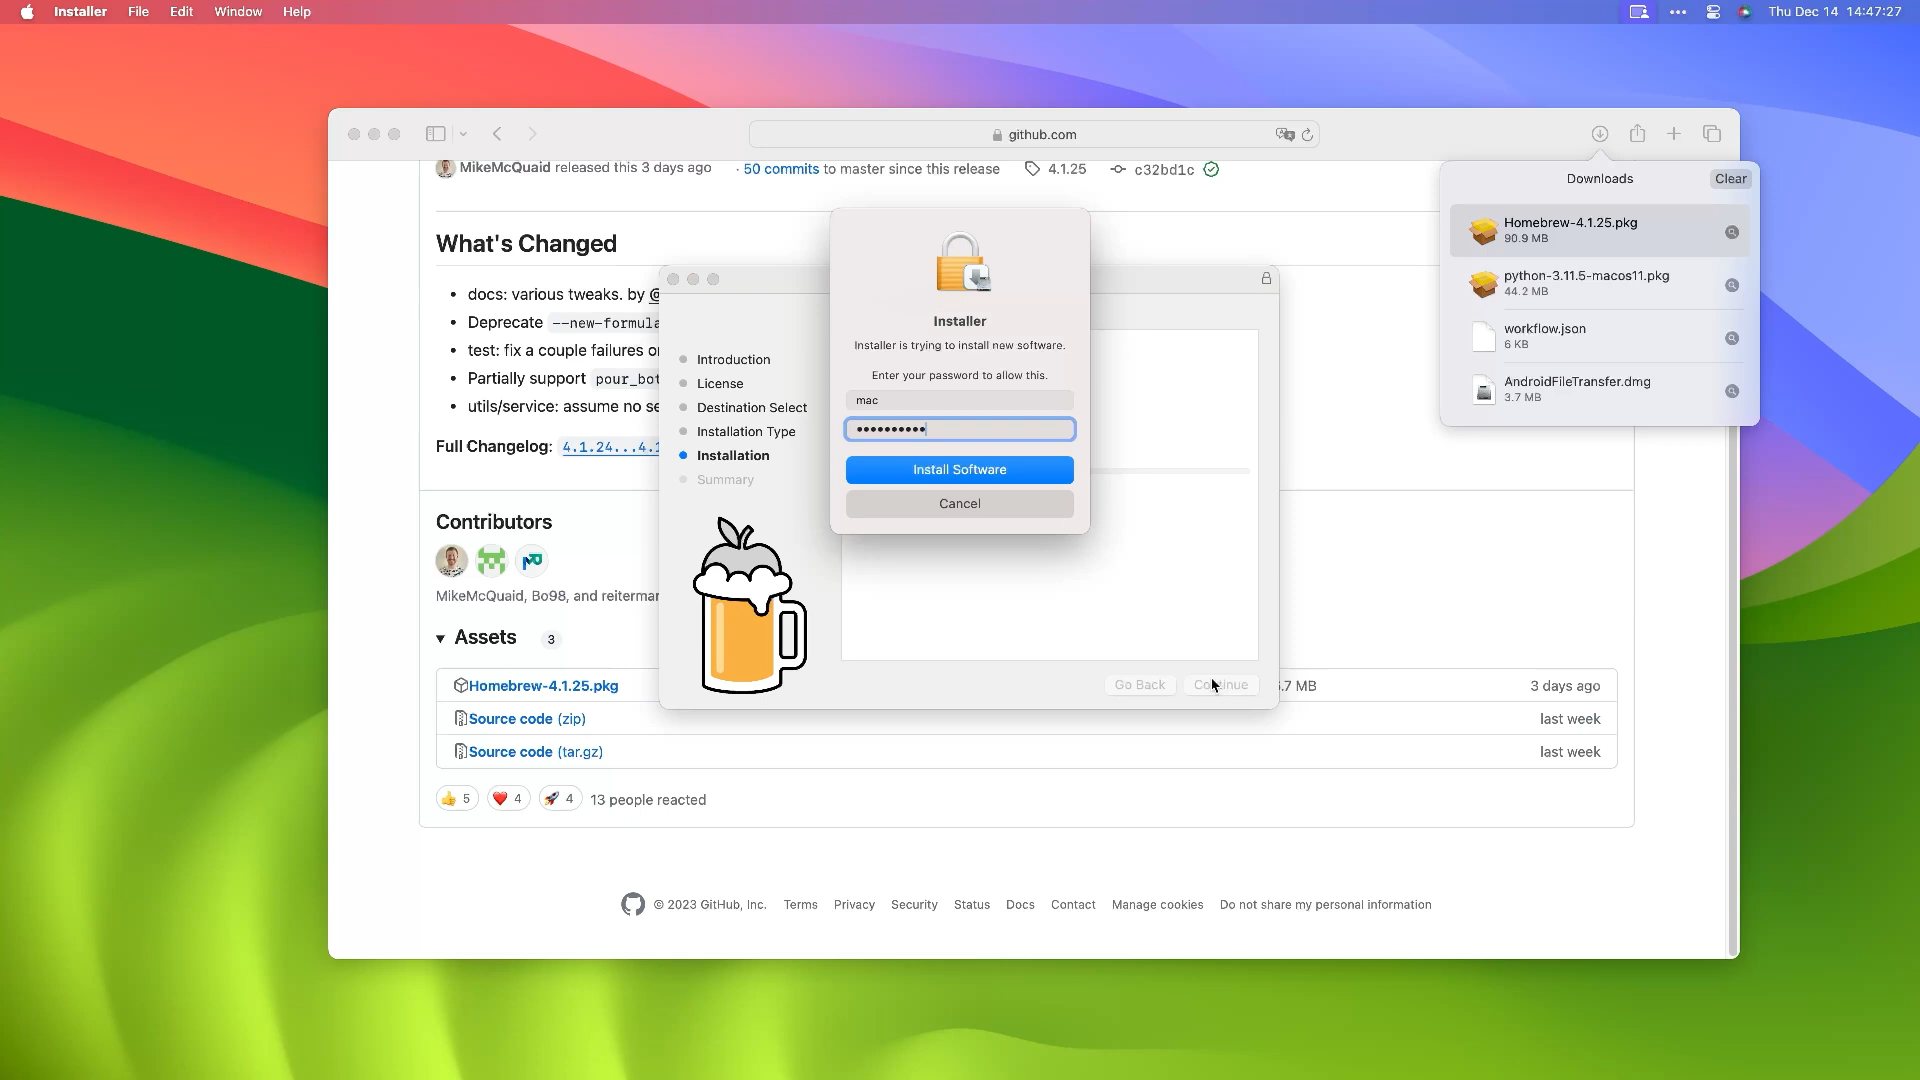 Installer File Edit Window Help
Thu Dec 14 14:47:27
github.com
MikeMcQuaid released this 3 days ago · 50 commits to master since this release 4.1.25 c32bd1c
What's Changed
• docs: various tweaks. by @
• Deprecate --new-formula
• test: fix a couple failures
• Partially support
• utils/service: assume no
Full Changelog: 4.1.24...4.1
Contributors
MikeMcQuaid, Bo98, and
Assets 3
Homebrew-4.1.25.pkg
3 days ago
Source code (zip)
last week
Source code (tar.gz)
last week
👍 5 ❤️ 4 🚀 4 13 people reacted
© 2023 GitHub, Inc. Terms Privacy Security Status Docs Contact Manage cookies Do not share my personal information
Introduction
License
Destination Select
Installation Type
Installation
Summary
Go Back Continue
Installer
Installer is trying to install new software.
Enter your password to allow this.
mac
••••••••••
Install Software
Cancel
Downloads Clear
Homebrew-4.1.25.pkg
90.9 MB
python-3.11.5-macos11.pkg
44.2 MB
workflow.json
6 KB
AndroidFileTransfer.dmg
3.7 MB